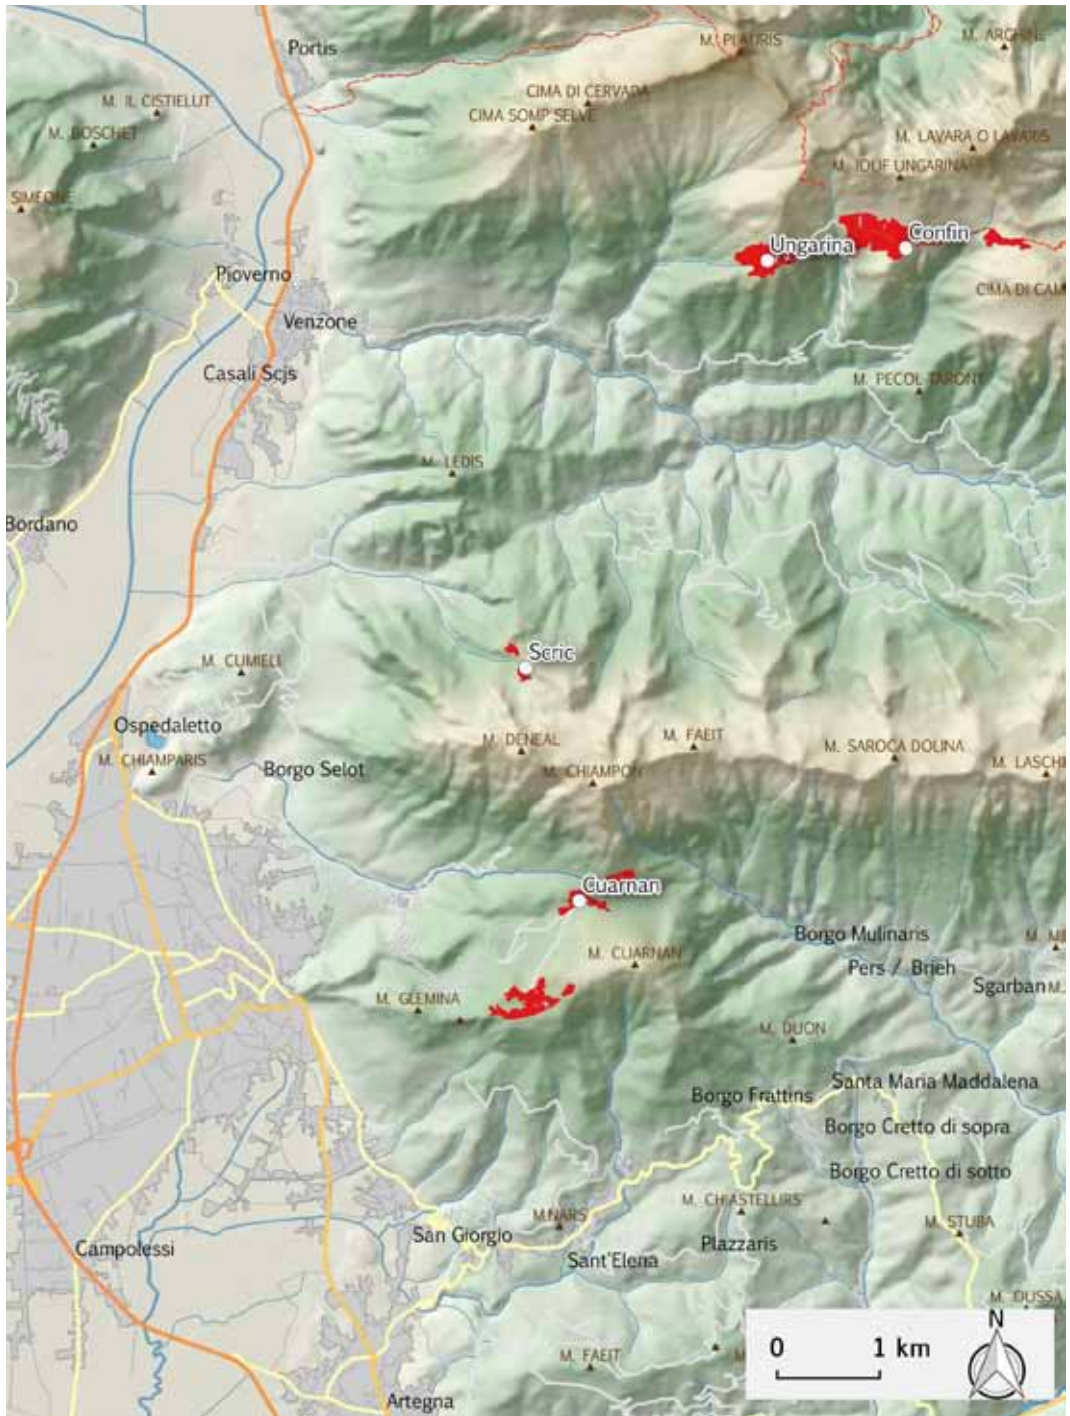 Portis
M. PLAURIS
M. ARGHINE
CIMA DI CERVADA
M. IL CISTIELUT
CIMA SOMP SELVE
M. BOSCHET
M. LAVARA O LAVARIS
M. JOUF UNGARINA
SIMEONE
Confin
Ungarina
Pioverno
CIMA DI CAM
Venzone
Casali Scjs
M. PECOL TARONT
M. LEDIS
Bordano
Scric
M. CUMIELI
Ospedaletto
M. DENEAL
M. FAEIT
M. SAROCA DOLINA
M. CHIAMPARIS
Borgo Selot
M. CHIAMPON
M. LASCHI
Cuarnan
Borgo Mulinaris
M. CUARNAN
Pers / Brieh
Sgarban
M. GLEMINA
M. DUON
Santa Maria Maddalena
Borgo Frattins
Borgo Cretto di sopra
Borgo Cretto di sotto
M. CHIASTELLIRS
M.NARS
M. STUBA
San Giorgio
Campolessi
Plazzaris
Sant'Elena
M. DUSSA
N
0 1 km
M. FAEIT
Artegna